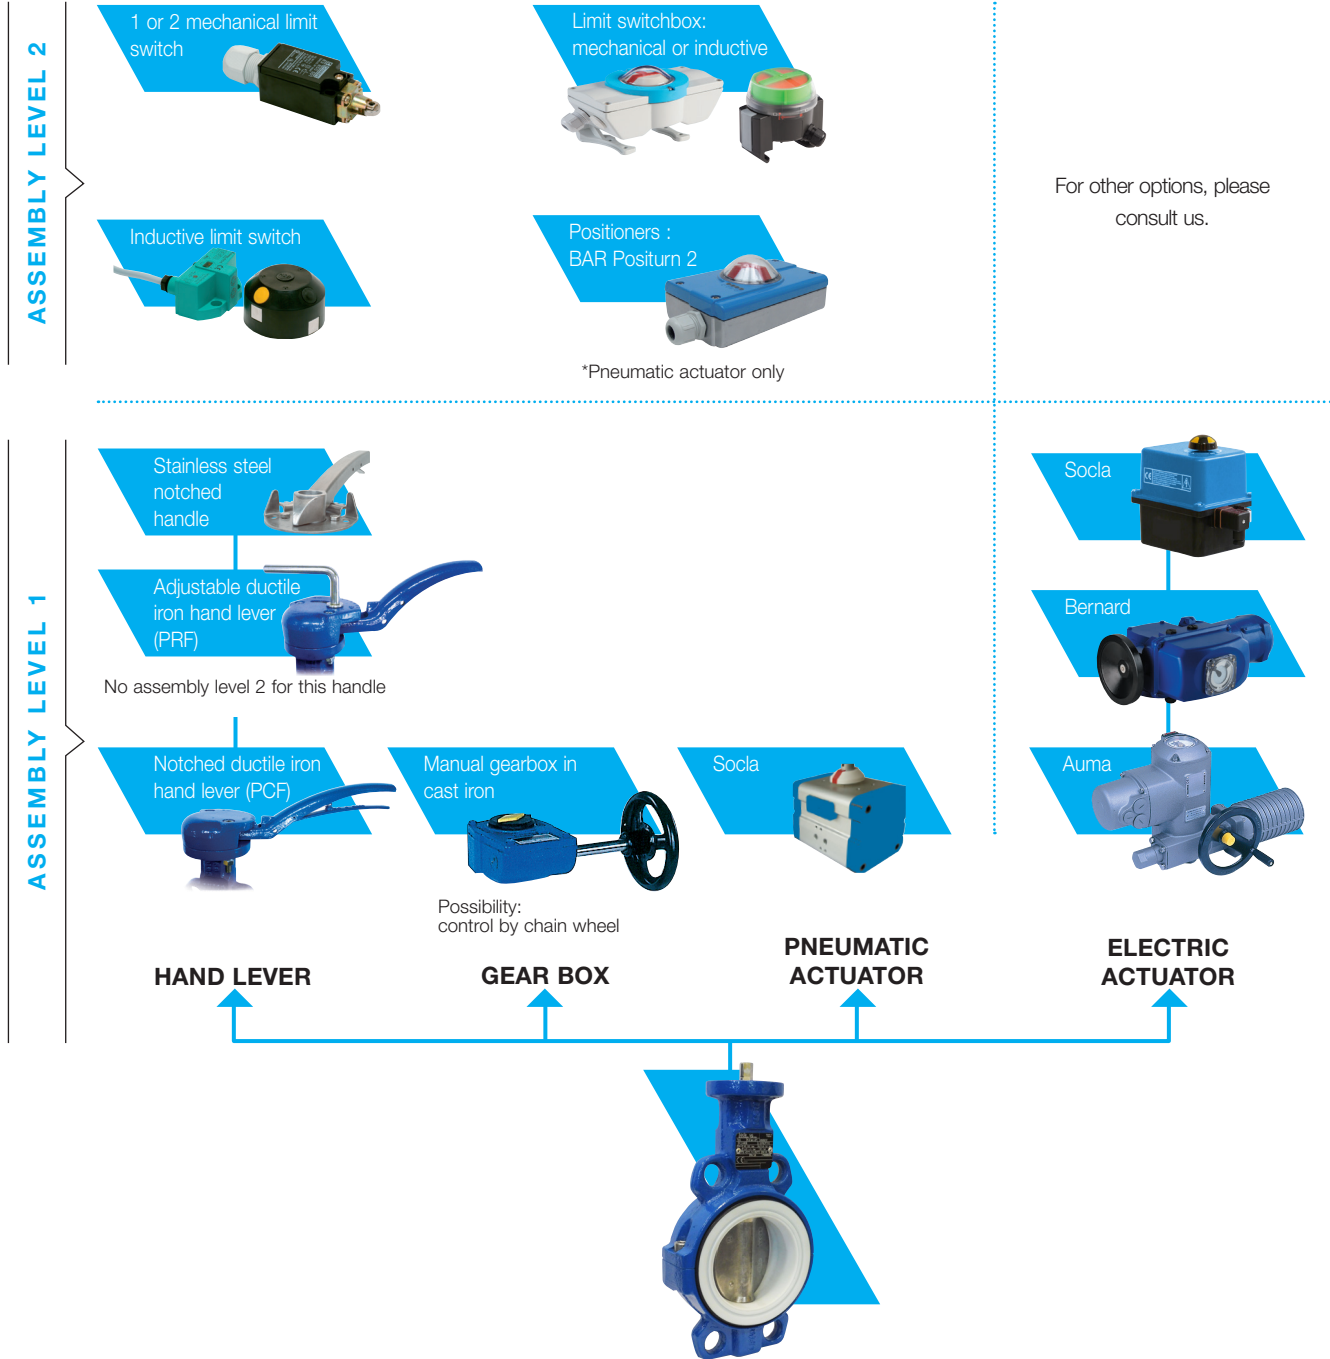 ASSEMBLY LEVEL 2
1 or 2 mechanical limit
switch
Limit switchbox:
mechanical or inductive
Inductive limit switch
Positioners :
BAR Positurn 2
*Pneumatic actuator only
For other options, please
consult us.
ASSEMBLY LEVEL 1
Stainless steel
notched
handle
Adjustable ductile
iron hand lever
(PRF)
No assembly level 2 for this handle
Notched ductile iron
hand lever (PCF)
Manual gearbox in
cast iron
Possibility:
control by chain wheel
Socla
Socla
Bernard
Auma
HAND LEVER
GEAR BOX
PNEUMATIC
ACTUATOR
ELECTRIC
ACTUATOR